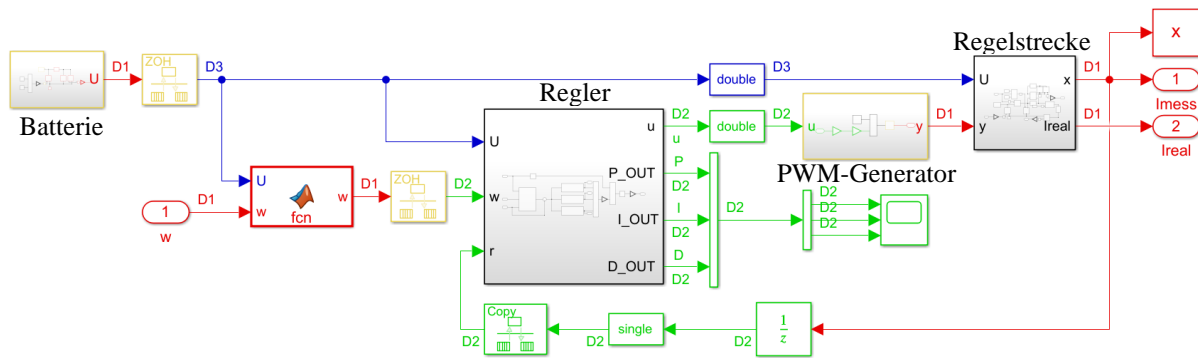 Batterie
U
D1
ZOH
D3
double
D3
Regelstrecke
U
y
x
Ireal
D1
D1
x
1
Imess
2
Ireal
Regler
U
w
r
u
P_OUT
I_OUT
D_OUT
D2
u
double
D2
u
y
D1
PWM-Generator
P
D2
I
D2
D
D2
D2
D2
D2
D2
1
w
D1
U
w
fcn
w
D1
ZOH
D2
Copy
D2
single
D2
1
z
D2